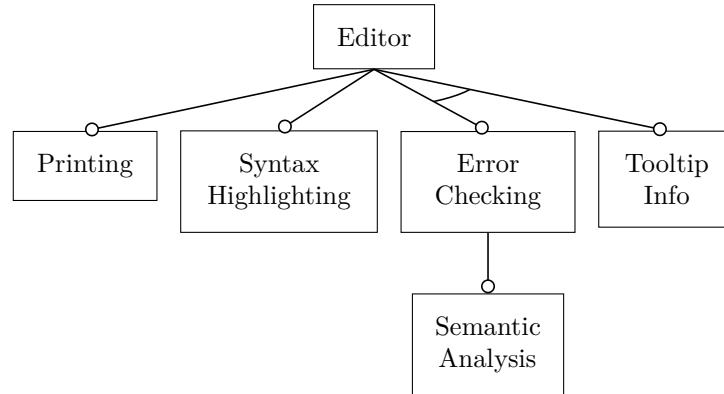 Editor
Printing
Syntax
Highlighting
Error
Checking
Tooltip
Info
Semantic
Analysis